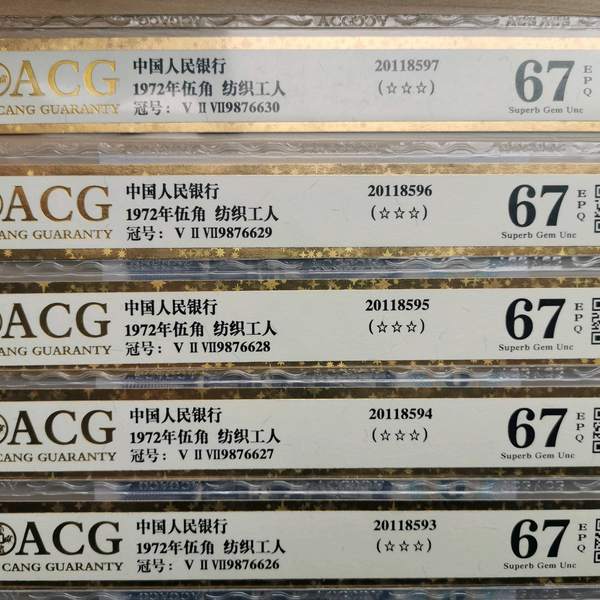 ACG
CANG GUARANTY
中国人民银行
1972年伍角 纺织工人
冠号： V II VII9876630
20118597
(☆☆☆)
67
EPQ
Superb Gem Unc
ACG
CANG GUARANTY
中国人民银行
1972年伍角 纺织工人
冠号： V II VII9876629
20118596
(☆☆☆)
67
EPQ
Superb Gem Unc
ACG
CANG GUARANTY
中国人民银行
1972年伍角 纺织工人
冠号： V II VII9876628
20118595
(☆☆☆)
67
EPQ
Superb Gem Unc
ACG
CANG GUARANTY
中国人民银行
1972年伍角 纺织工人
冠号： V II VII9876627
20118594
(☆☆☆)
67
EPQ
Superb Gem Unc
ACG
CANG GUARANTY
中国人民银行
1972年伍角 纺织工人
冠号： V II VII9876626
20118593
(☆☆☆)
67
EPQ
Superb Gem Unc